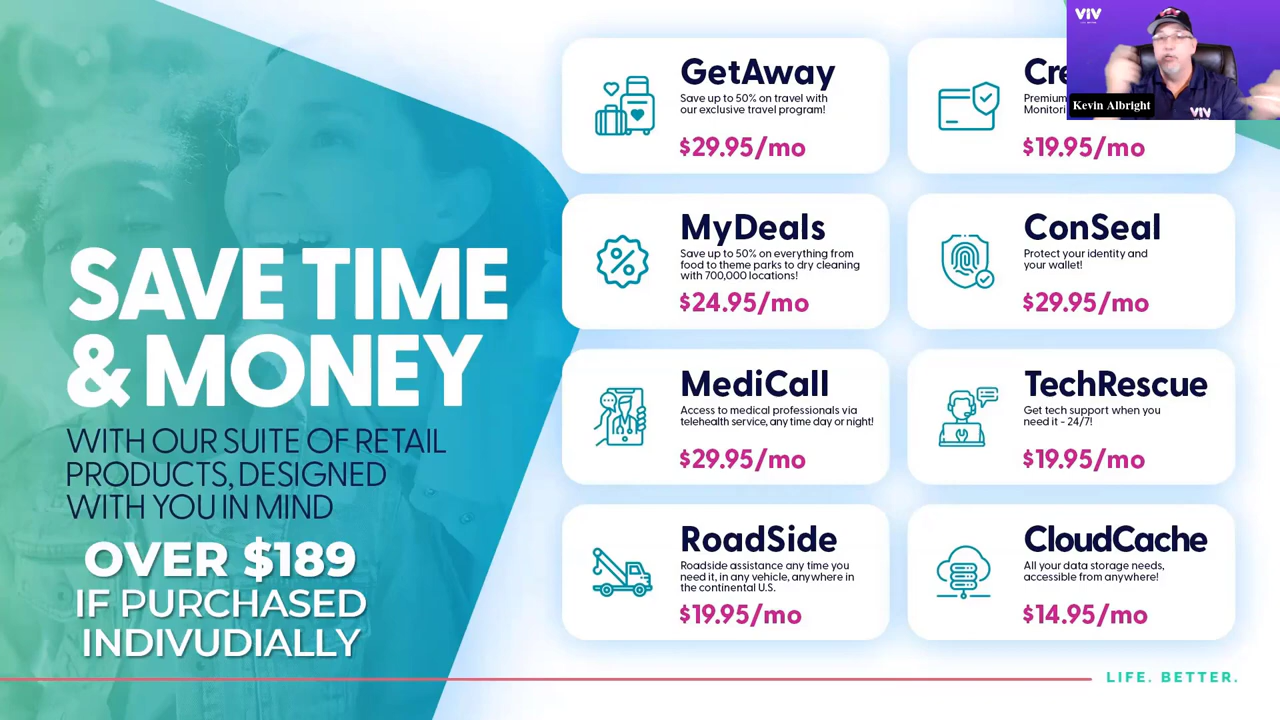 SAVE TIME
& MONEY
WITH OUR SUITE OF RETAIL
PRODUCTS, DESIGNED
WITH YOU IN MIND
OVER $189
IF PURCHASED
INDIVUDIALLY
GetAway
Save up to 50% on travel with
our exclusive travel program!
$29.95/mo
Cre
Premium
Monitori
$19.95/mo
VIV
Kevin Albright
VIV
MyDeals
Save up to 50% on everything from
food to theme parks to dry cleaning
with 700,000 locations!
$24.95/mo
ConSeal
Protect your identity and
your wallet!
$29.95/mo
MediCall
Access to medical professionals via
telehealth service, any time day or night!
$29.95/mo
TechRescue
Get tech support when you
need it - 24/7!
$19.95/mo
RoadSide
Roadside assistance any time you
need it, in any vehicle, anywhere in
the continental U.S.
$19.95/mo
CloudCache
All your data storage needs,
accessible from anywhere!
$14.95/mo
LIFE. BETTER.